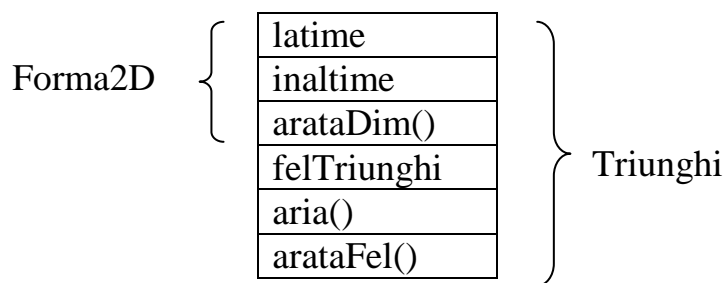 Forma2D
latime
inaltime
arataDim()
felTriunghi
aria()
arataFel()
Triunghi